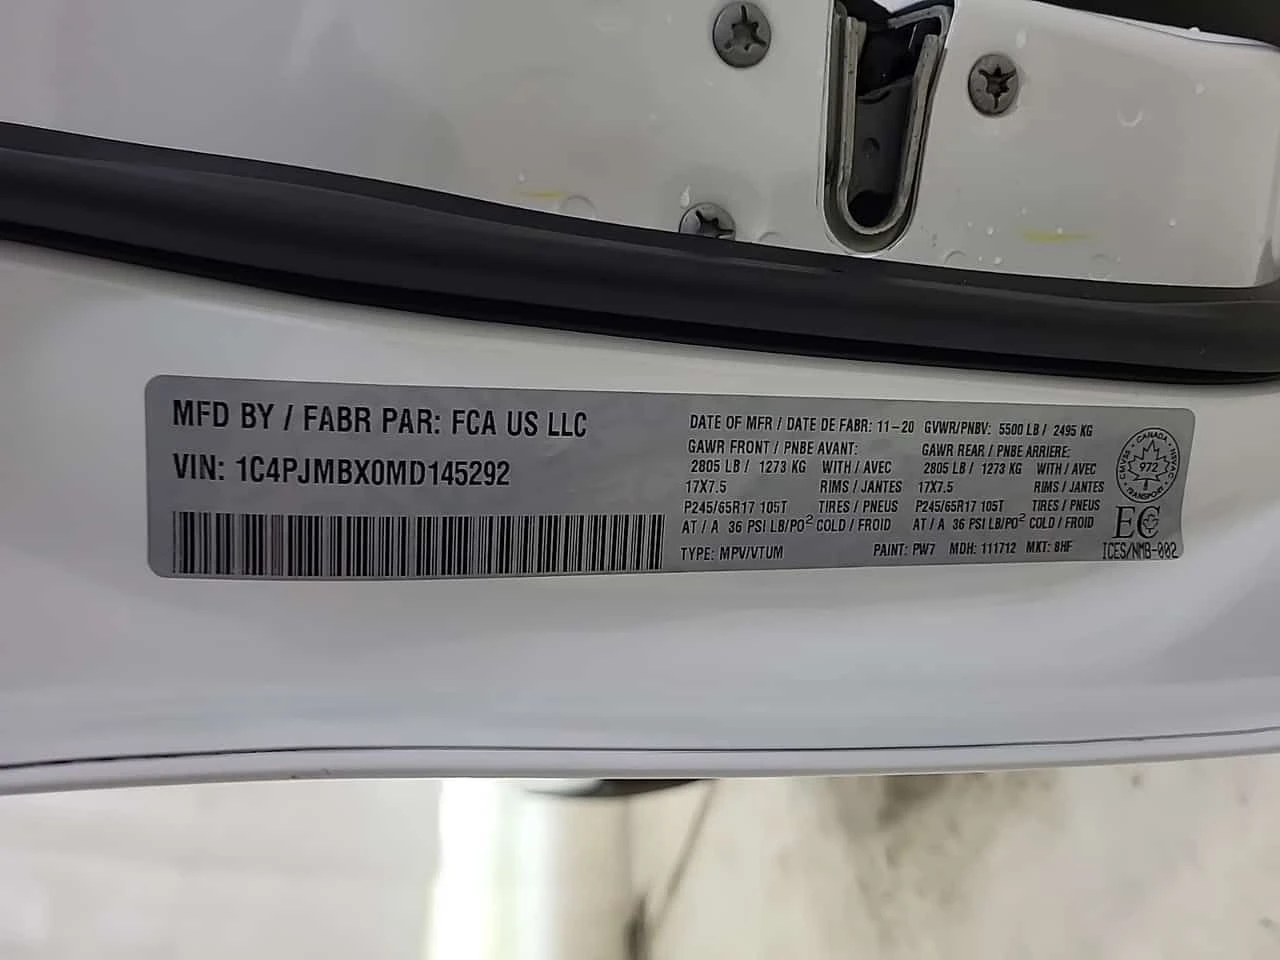 MFD BY / FABR PAR: FCA US LLC
VIN: 1C4PJMBX0MD145292
DATE OF MFR / DATE DE FABR: 11-20 GVWR/PNBV: 5500 LB / 2495 KG
GAWR FRONT / PNBE AVANT: GAWR REAR / PNBE ARRIERE:
2805 LB / 1273 KG WITH / AVEC 2805 LB / 1273 KG WITH / AVEC
17X7.5 RIMS / JANTES 17X7.5 RIMS / JANTES
P245/65R17 105T TIRES / PNEUS P245/65R17 105T TIRES / PNEUS
AT / A 36 PSI LB/PO² COLD / FROID AT / A 36 PSI LB/PO² COLD / FROID
TYPE: MPV/VTUM PAINT: PW7 MDH: 111712 MKT: 8HF
CANADA
CMVSS 972 NSVAC
TRANSPORT
EC
ICES/NMB-002